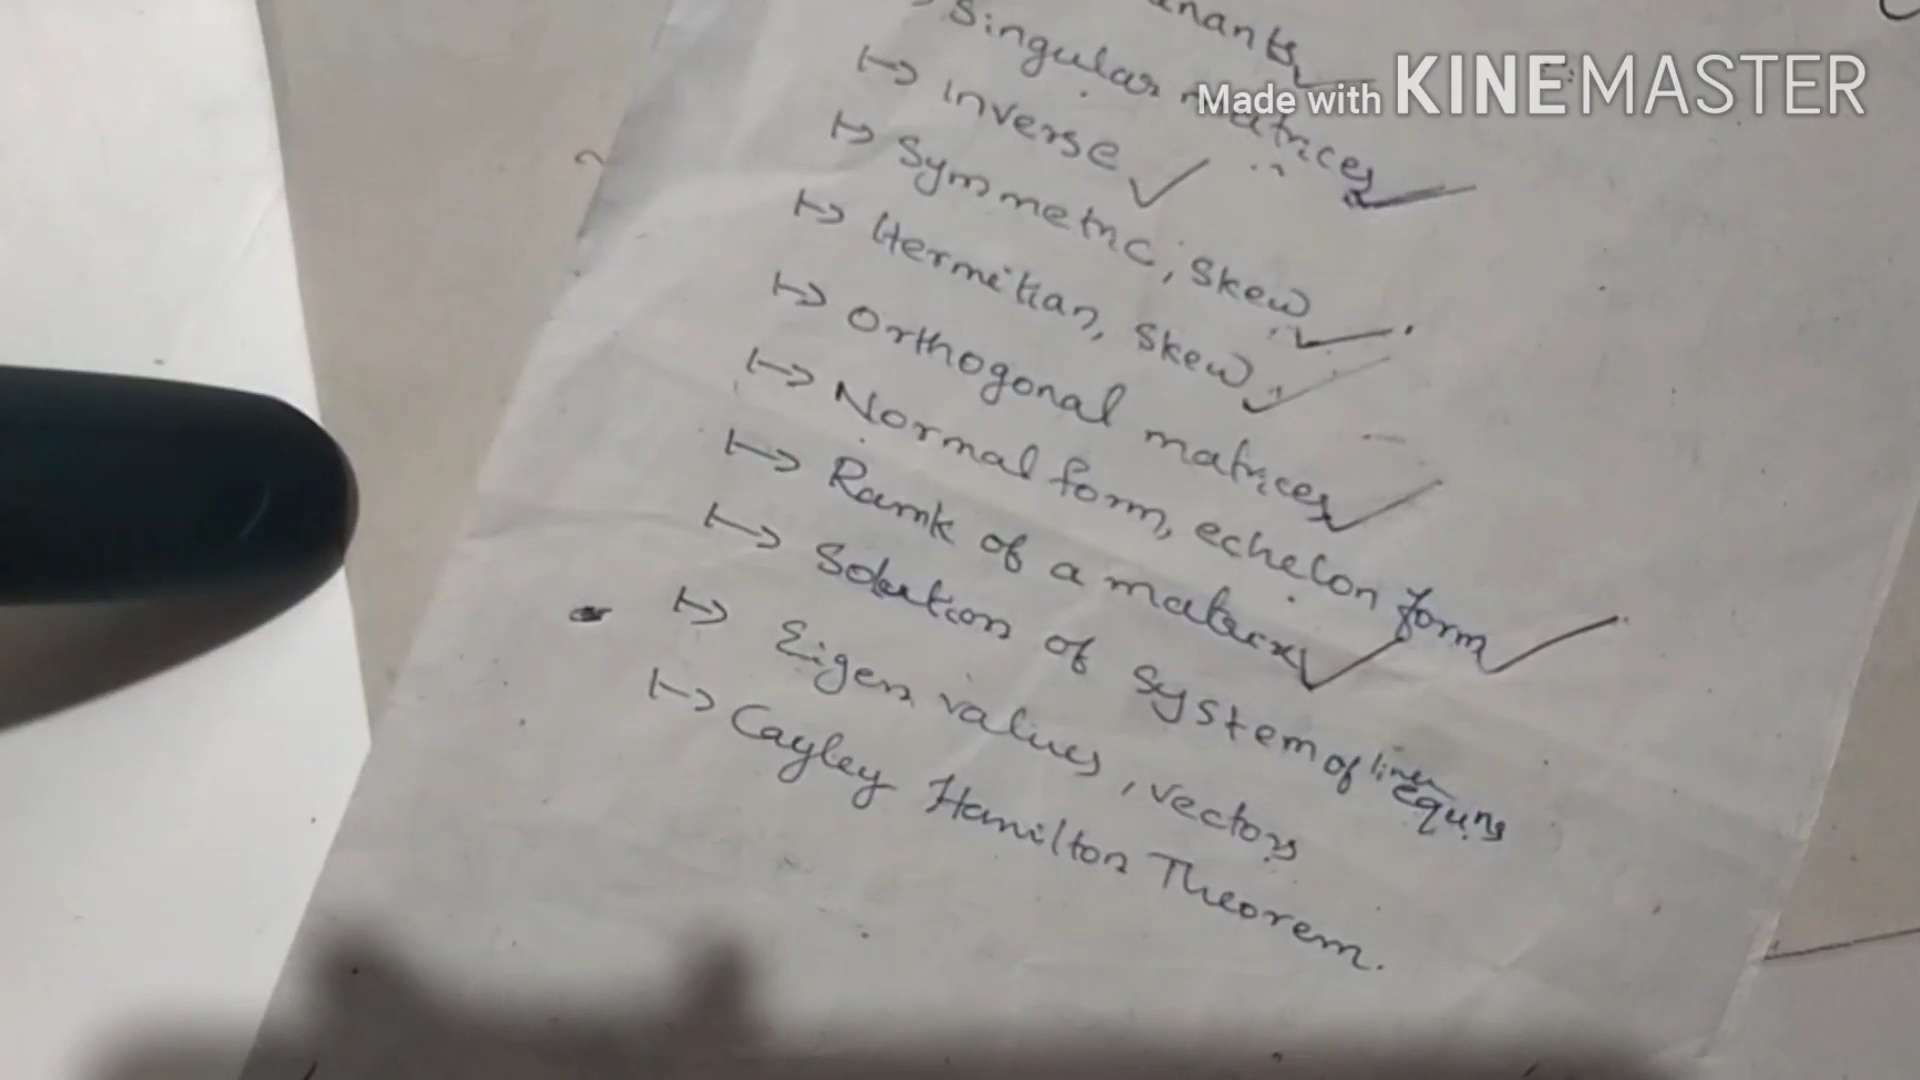 Singular matrices
Made with KINEMASTER
↦ Inverse ✓
↦ Symmetric, Skew ✓
↦ Hermitian, Skew ✓
↦ Orthogonal matrices ✓
↦ Normal form, echelon form ✓
↦ Rank of a matrix ✓
↦ Solution of system of linear equns
↦ Eigen values, vectors
↦ Cayley Hamilton Theorem.